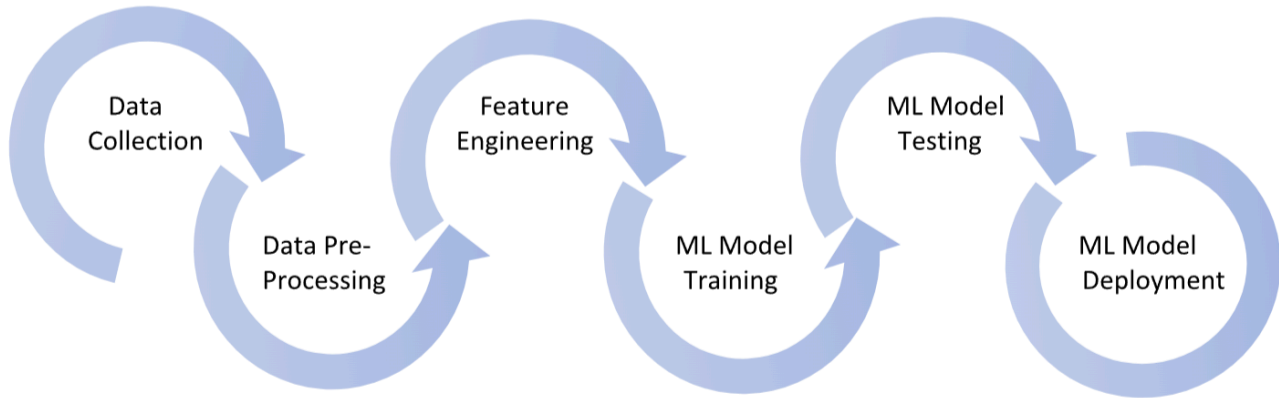 Data
Collection
Data Pre-
Processing
Feature
Engineering
ML Model
Training
ML Model
Testing
ML Model
Deployment